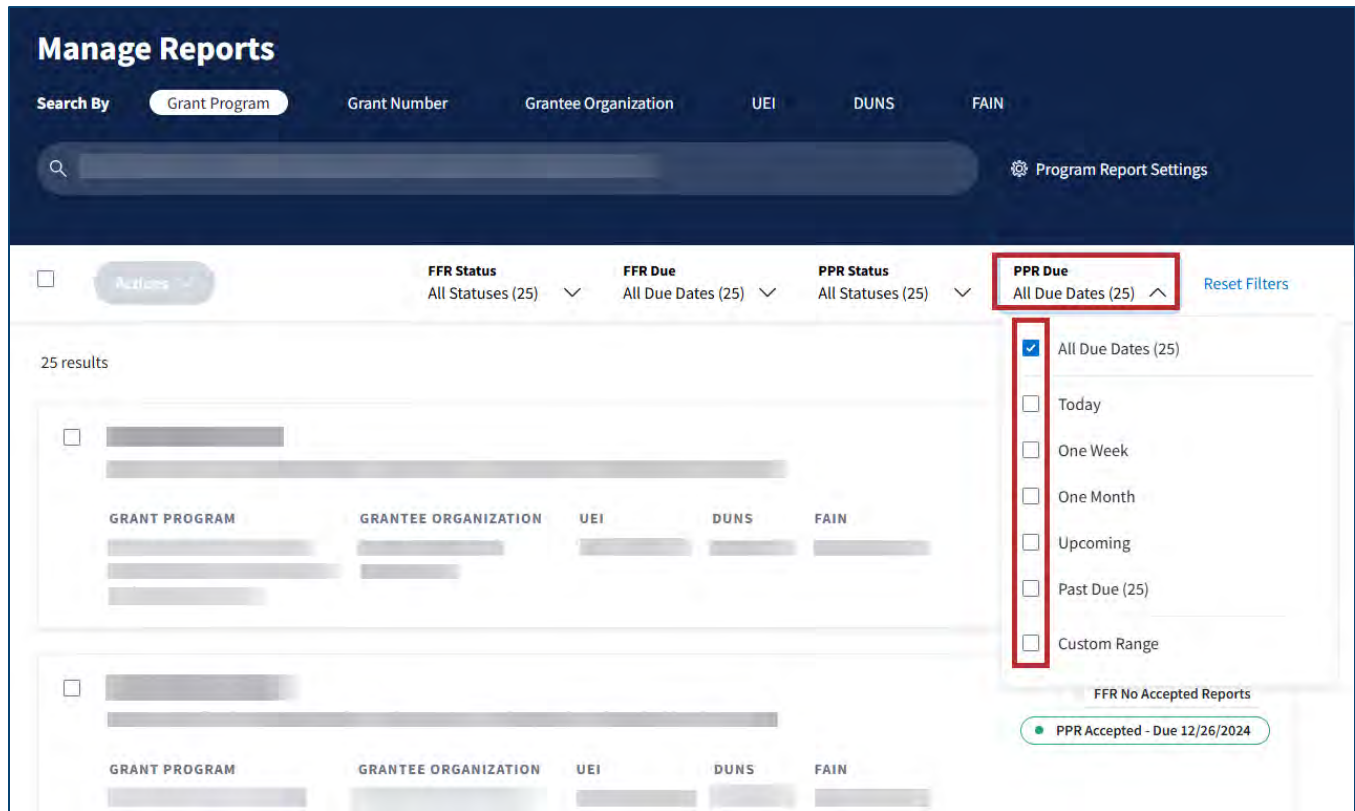 Manage Reports
Search By Grant Program Grant Number Grantee Organization UEI DUNS FAIN
Program Report Settings
Actions
FFR Status FFR Due PPR Status PPR Due
All Statuses (25) All Due Dates (25) All Statuses (25) All Due Dates (25) Reset Filters
25 results
All Due Dates (25)
Today
One Week
One Month
Upcoming
Past Due (25)
Custom Range
GRANT PROGRAM GRANTEE ORGANIZATION UEI DUNS FAIN
FFR No Accepted Reports
PPR Accepted - Due 12/26/2024
GRANT PROGRAM GRANTEE ORGANIZATION UEI DUNS FAIN